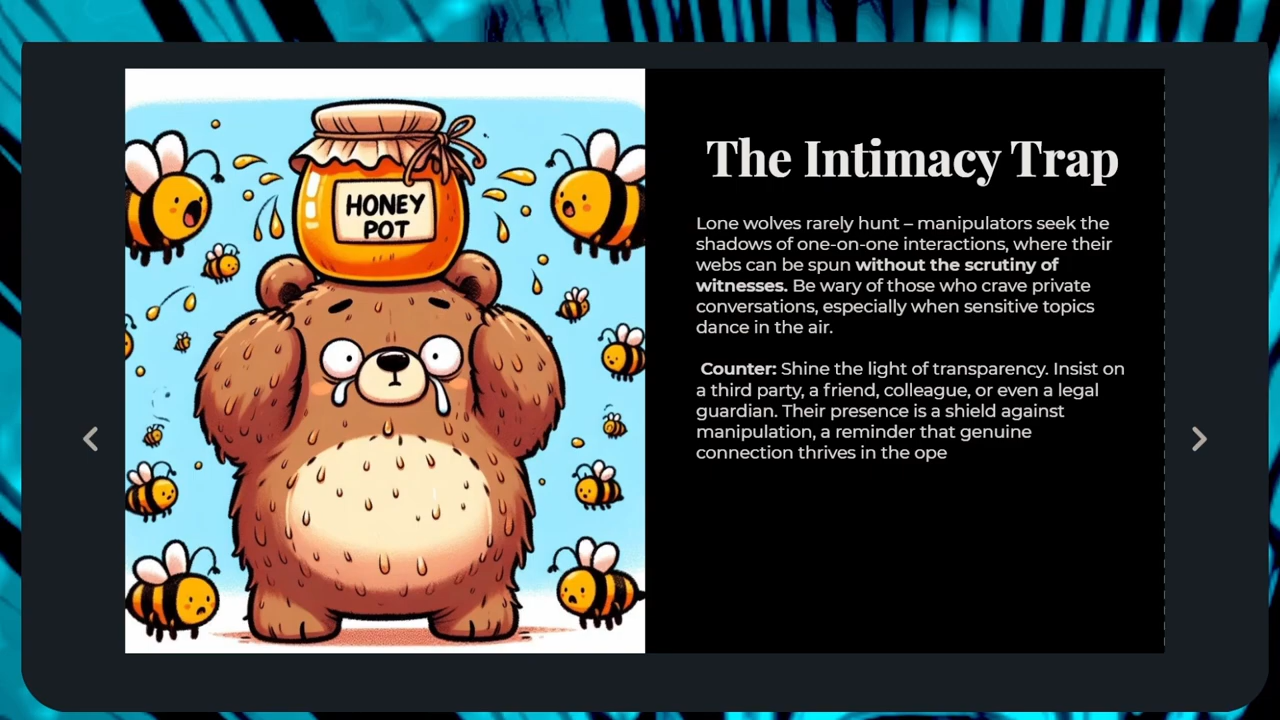 HONEY
POT
The Intimacy Trap
Lone wolves rarely hunt – manipulators seek the
shadows of one-on-one interactions, where their
webs can be spun without the scrutiny of
witnesses. Be wary of those who crave private
conversations, especially when sensitive topics
dance in the air.
Counter: Shine the light of transparency. Insist on
a third party, a friend, colleague, or even a legal
guardian. Their presence is a shield against
manipulation, a reminder that genuine
connection thrives in the ope